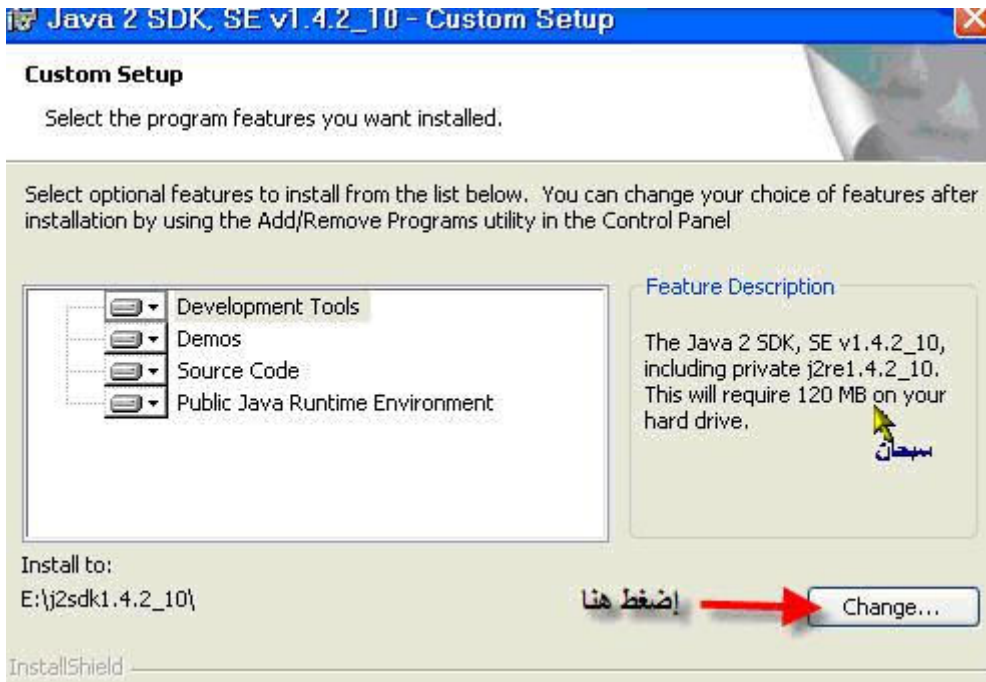 Java 2 SDK, SE v1.4.2_10 - Custom Setup
Custom Setup
Select the program features you want installed.
Select optional features to install from the list below. You can change your choice of features after
installation by using the Add/Remove Programs utility in the Control Panel
Development Tools
Demos
Source Code
Public Java Runtime Environment
Feature Description
The Java 2 SDK, SE v1.4.2_10,
including private j2re1.4.2_10.
This will require 120 MB on your
hard drive.
سبحان
Install to:
E:\j2sdk1.4.2_10\
إضغط هنا
Change...
InstallShield